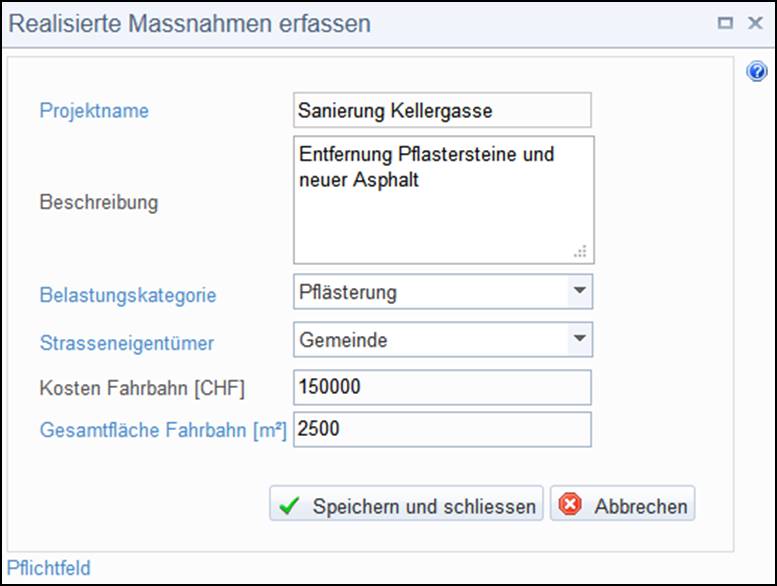 Realisierte Massnahmen erfassen
Projektname
Sanierung Kellergasse
Beschreibung
Entfernung Pflastersteine und
neuer Asphalt
Belastungskategorie
Pflästerung
Strasseneigentümer
Gemeinde
Kosten Fahrbahn [CHF]
150000
Gesamtfläche Fahrbahn [m²]
2500
Speichern und schliessen
Abbrechen
Pflichtfeld